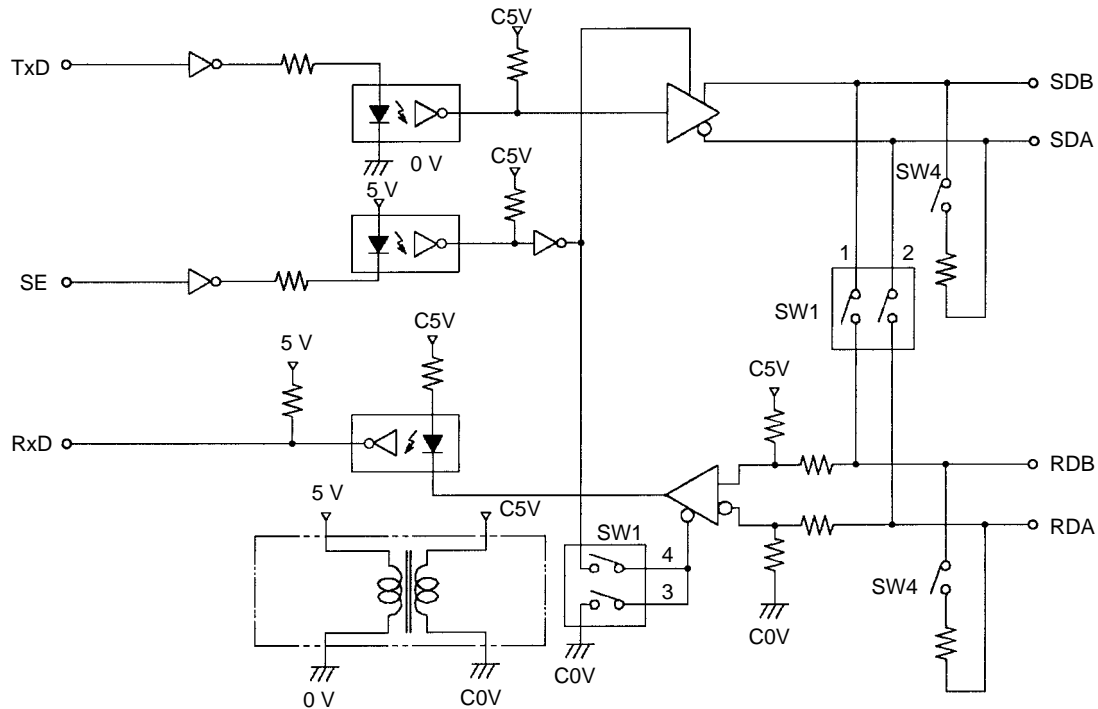 C5V
TxD
SDB
0 V
SDA
C5V
SW4
5 V
1 2
SE
SW1
C5V
5 V
C5V
RxD
RDB
5 V
C5V
RDA
SW1
4
SW4
3
C0V
0 V
C0V
C0V